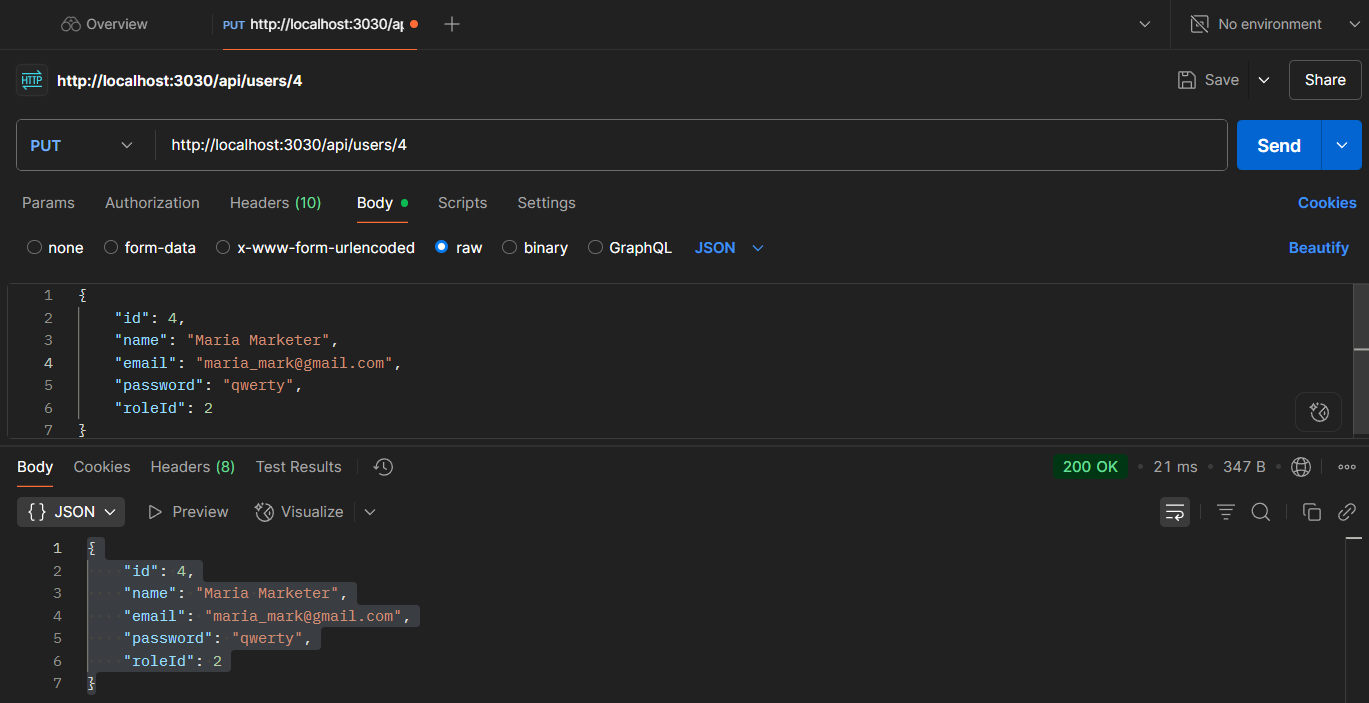 Overview PUT http://localhost:3030/ap No environment
HTTP http://localhost:3030/api/users/4 Save Share
PUT http://localhost:3030/api/users/4 Send
Params Authorization Headers (10) Body Scripts Settings Cookies
none form-data x-www-form-urlencoded raw binary GraphQL JSON Beautify
1 {
2 "id": 4,
3 "name": "Maria Marketer",
4 "email": "maria_mark@gmail.com",
5 "password": "qwerty",
6 "roleId": 2
7 }
Body Cookies Headers (8) Test Results 200 OK • 21 ms • 347 B •
{} JSON Preview Visualize
1 {
2 "id": 4,
3 "name": "Maria Marketer",
4 "email": "maria_mark@gmail.com",
5 "password": "qwerty",
6 "roleId": 2
7 }